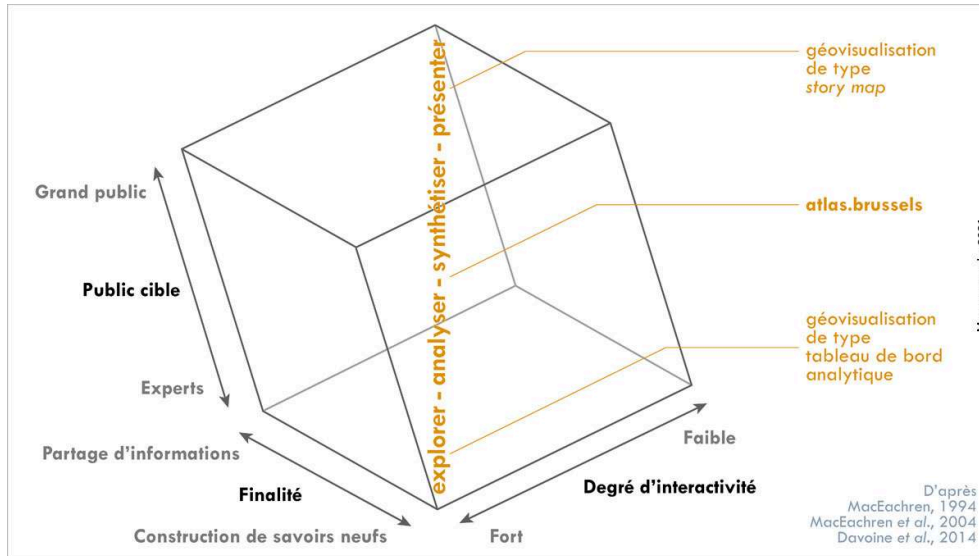 géovisualisation
de type
story map
Grand public
atlas.brussels
Public cible
explorer - analyser - synthétiser - présenter
géovisualisation
de type
tableau de bord
analytique
Experts
Partage d'informations
Faible
Finalité
Degré d'interactivité
Construction de savoirs neufs
Fort
D'après
MacEachren, 1994
MacEachren et al., 2004
Davoine et al., 2014